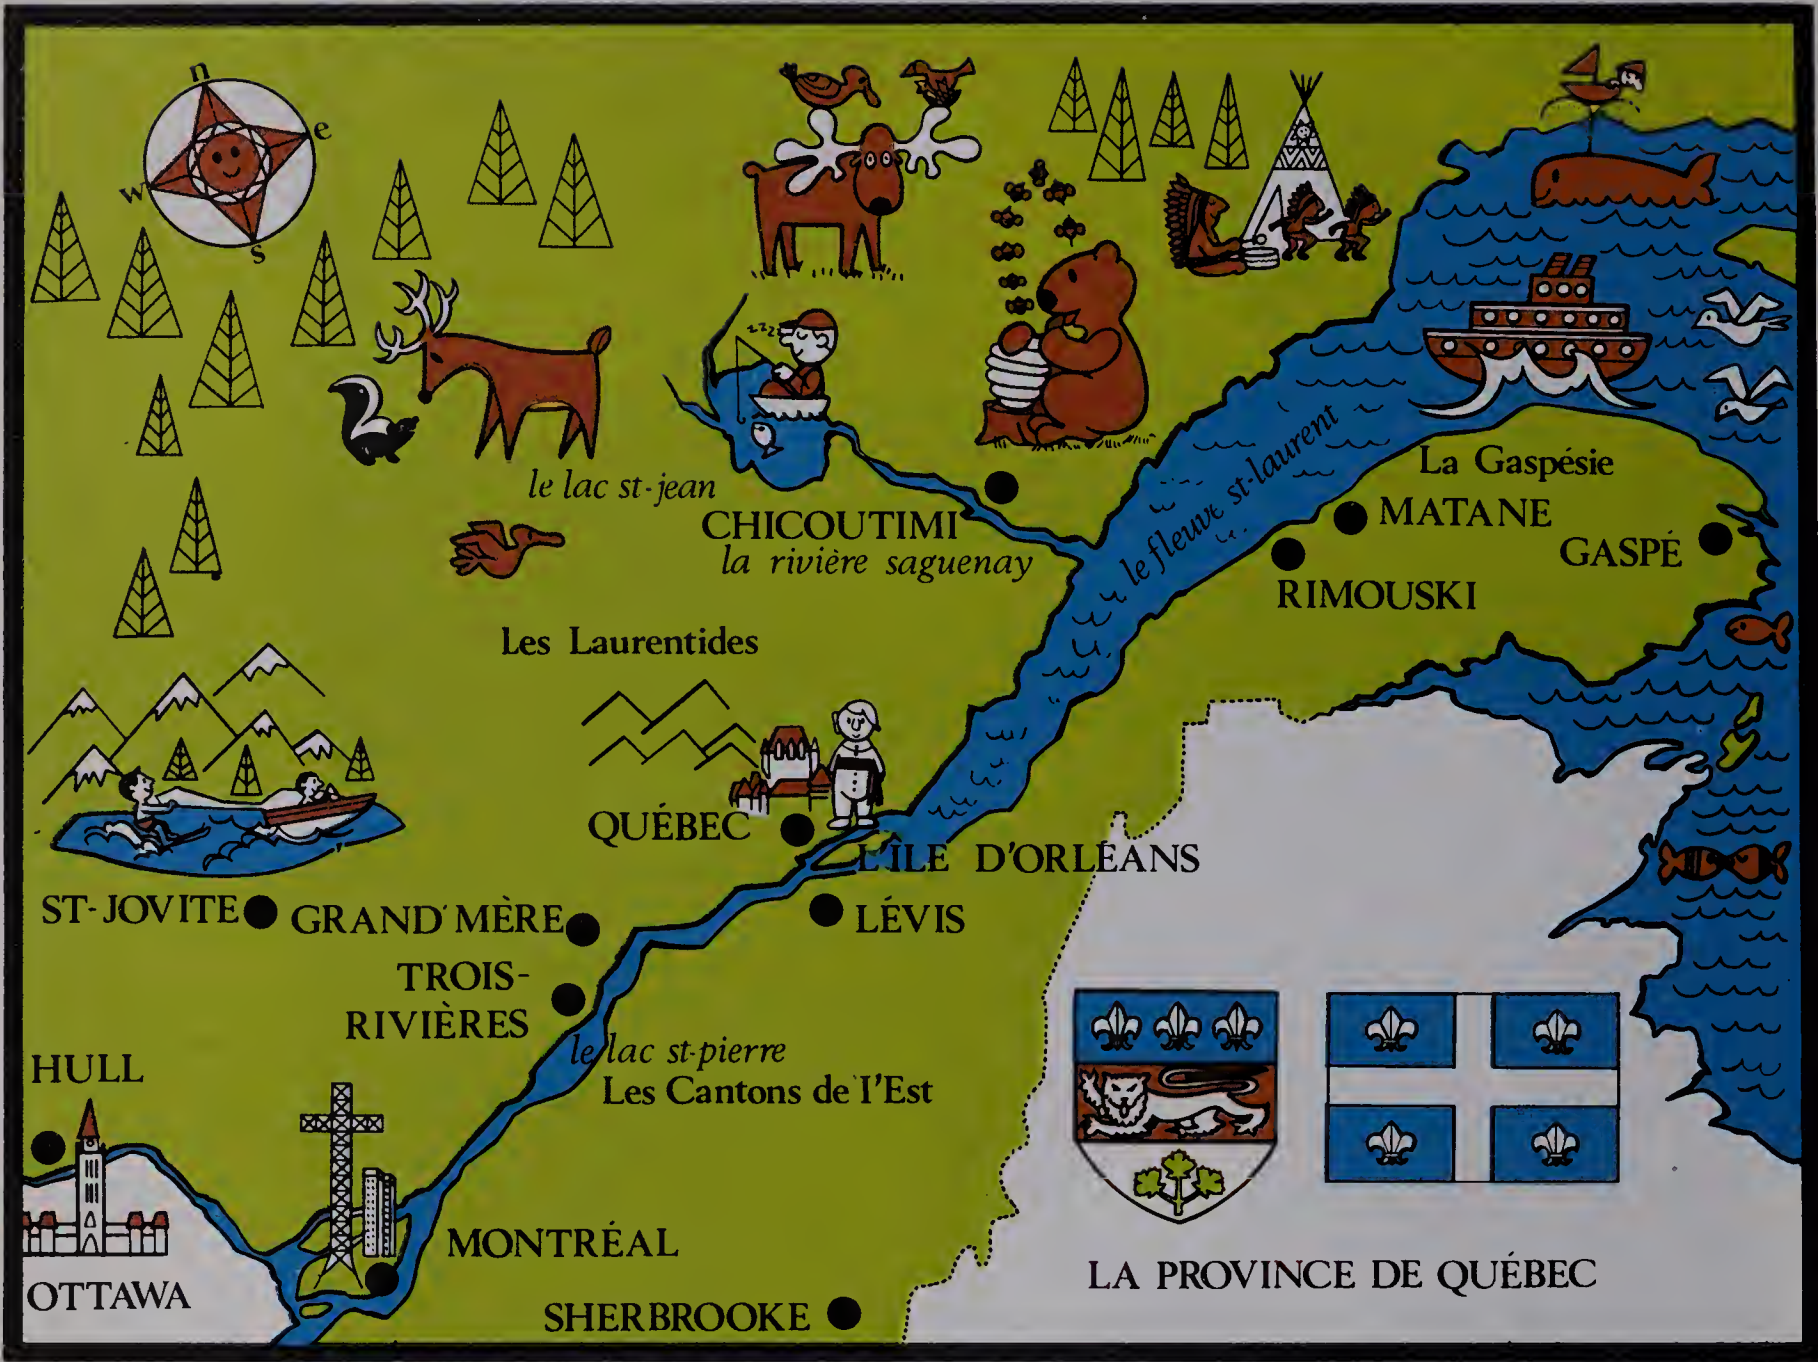 n
e
w
s
zzz
le lac st-jean
CHICOUTIMI
la rivière saguenay
le fleuve st-laurent
La Gaspésie
MATANE
GASPÉ
RIMOUSKI
Les Laurentides
QUÉBEC
L'ÎLE D'ORLÉANS
ST-JOVITE
GRAND'MÈRE
LÉVIS
TROIS-
RIVIÈRES
le lac st-pierre
Les Cantons de l'Est
HULL
OTTAWA
MONTRÉAL
SHERBROOKE
LA PROVINCE DE QUÉBEC